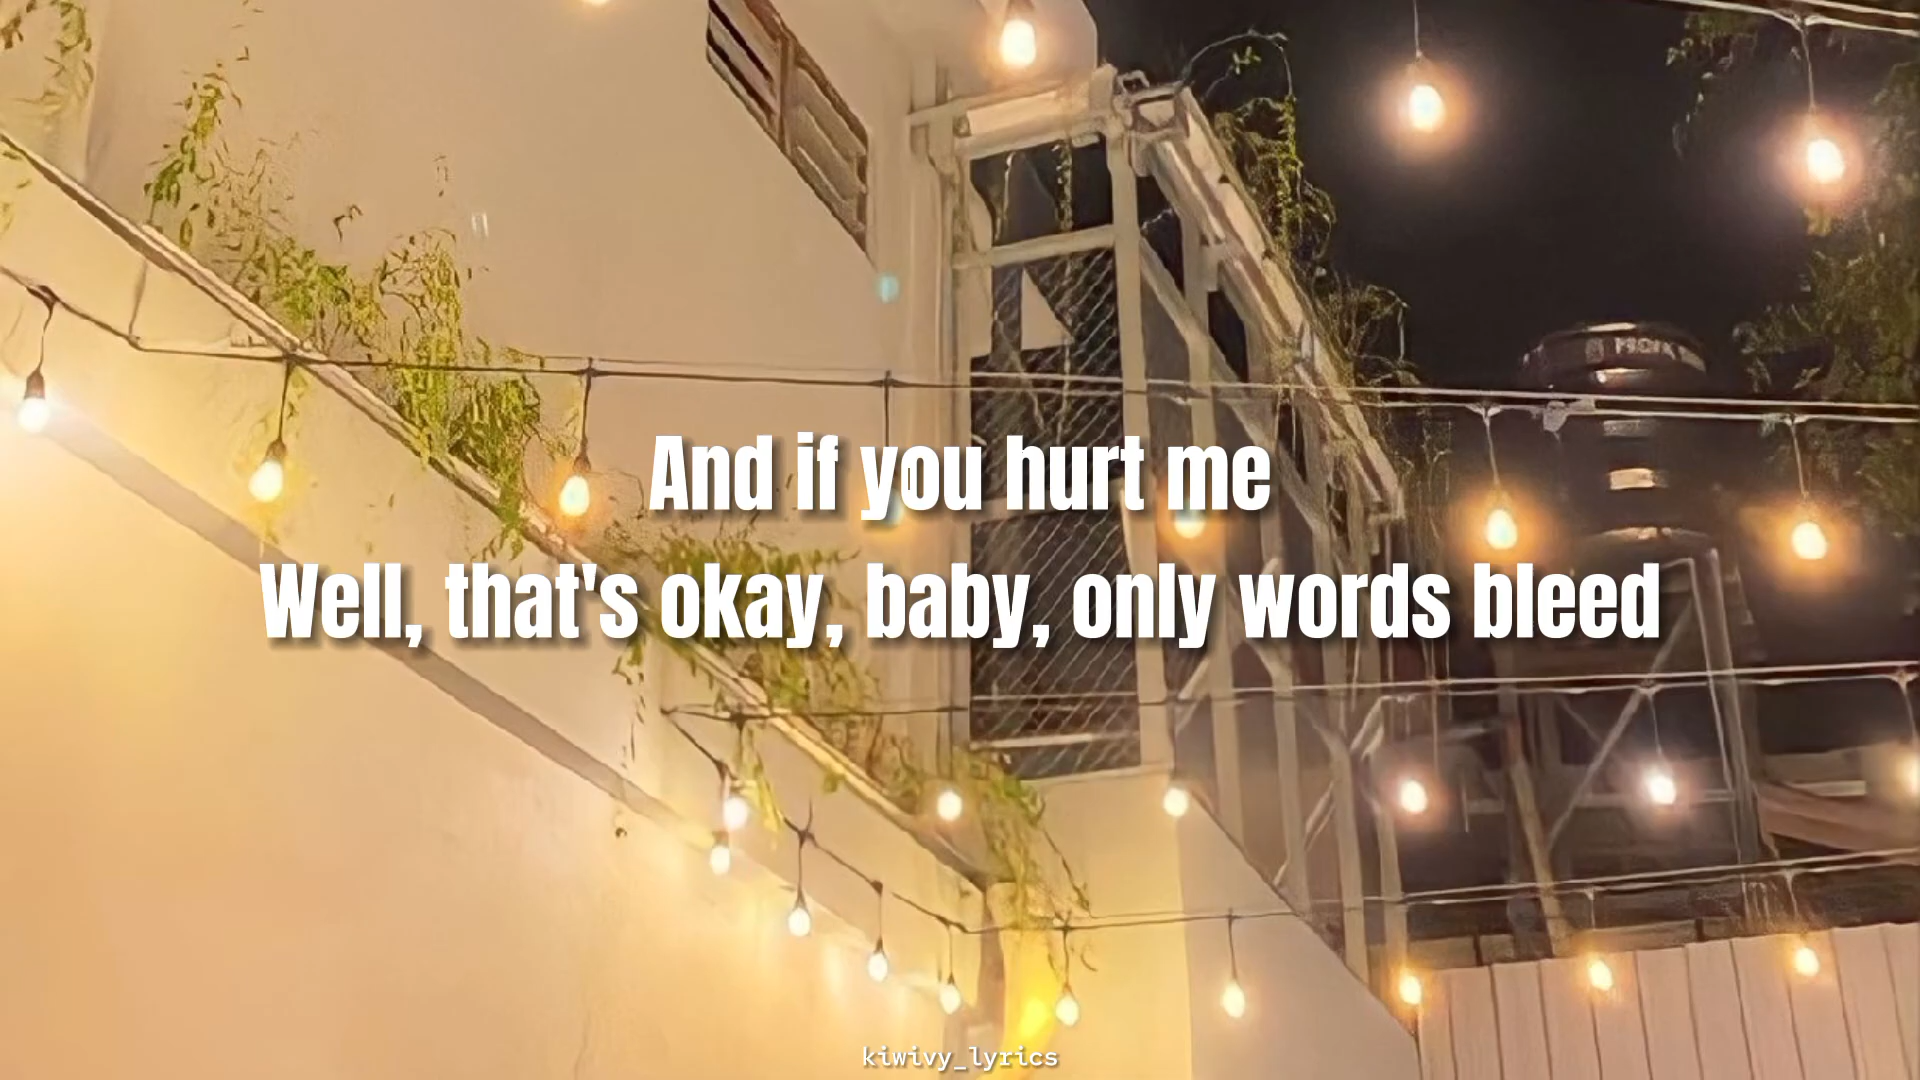 And if you hurt me
Well, that's okay, baby, only words bleed
kiwivy_lyrics